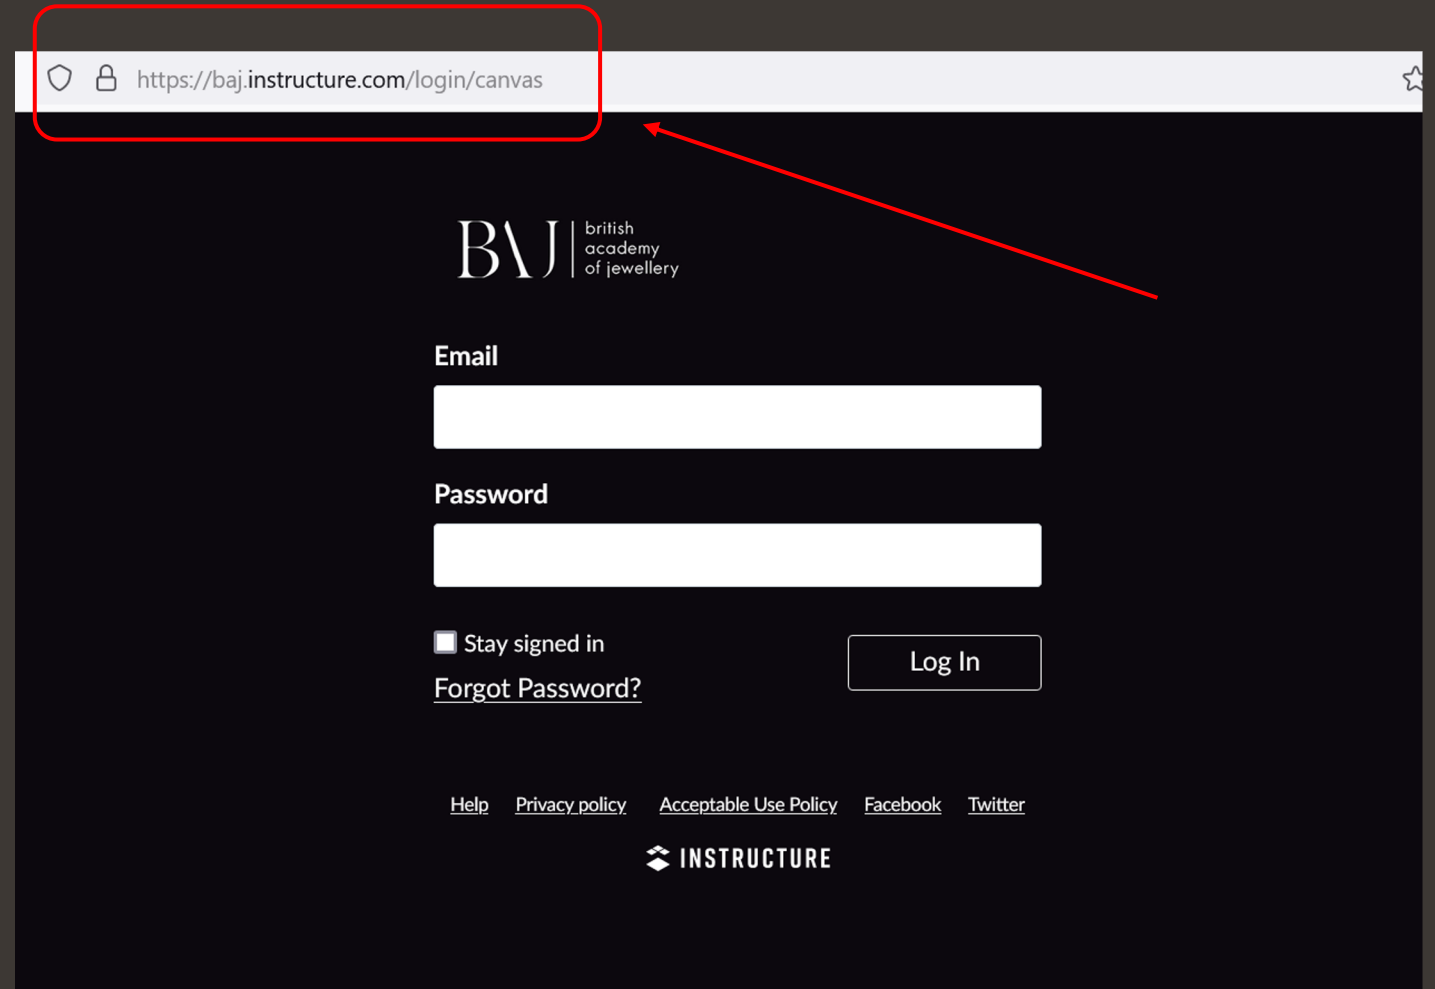 https://baj.instructure.com/login/canvas
BAJ
british
academy
of jewellery
Email
Password
Stay signed in
Log In
Forgot Password?
Help Privacy policy Acceptable Use Policy Facebook Twitter
INSTRUCTURE